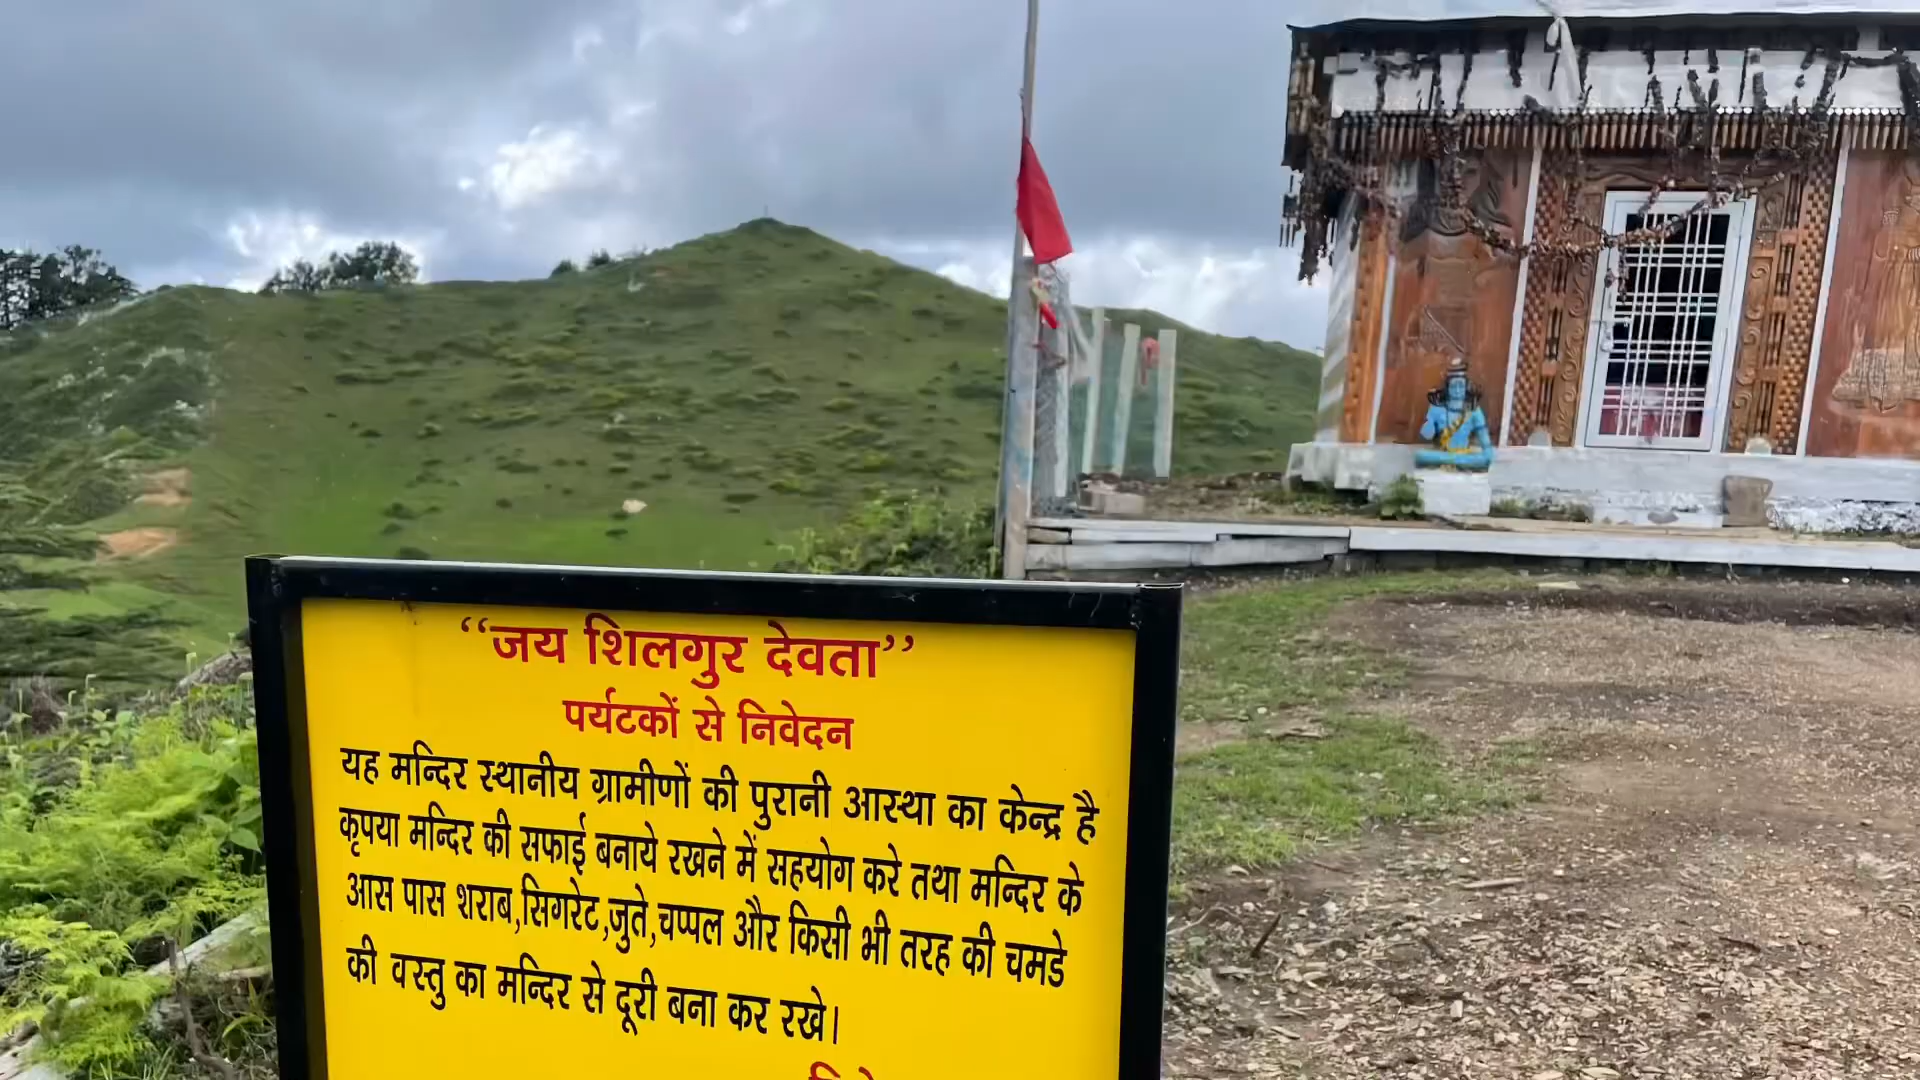 “जय शिलगुर देवता”
पर्यटकों से निवेदन
यह मन्दिर स्थानीय ग्रामीणों की पुरानी आस्था का केन्द्र है
कृपया मन्दिर की सफाई बनाये रखने में सहयोग करे तथा मन्दिर के
आस पास शराब,सिगरेट,जुते,चप्पल और किसी भी तरह की चमडे
की वस्तु का मन्दिर से दूरी बना कर रखे।